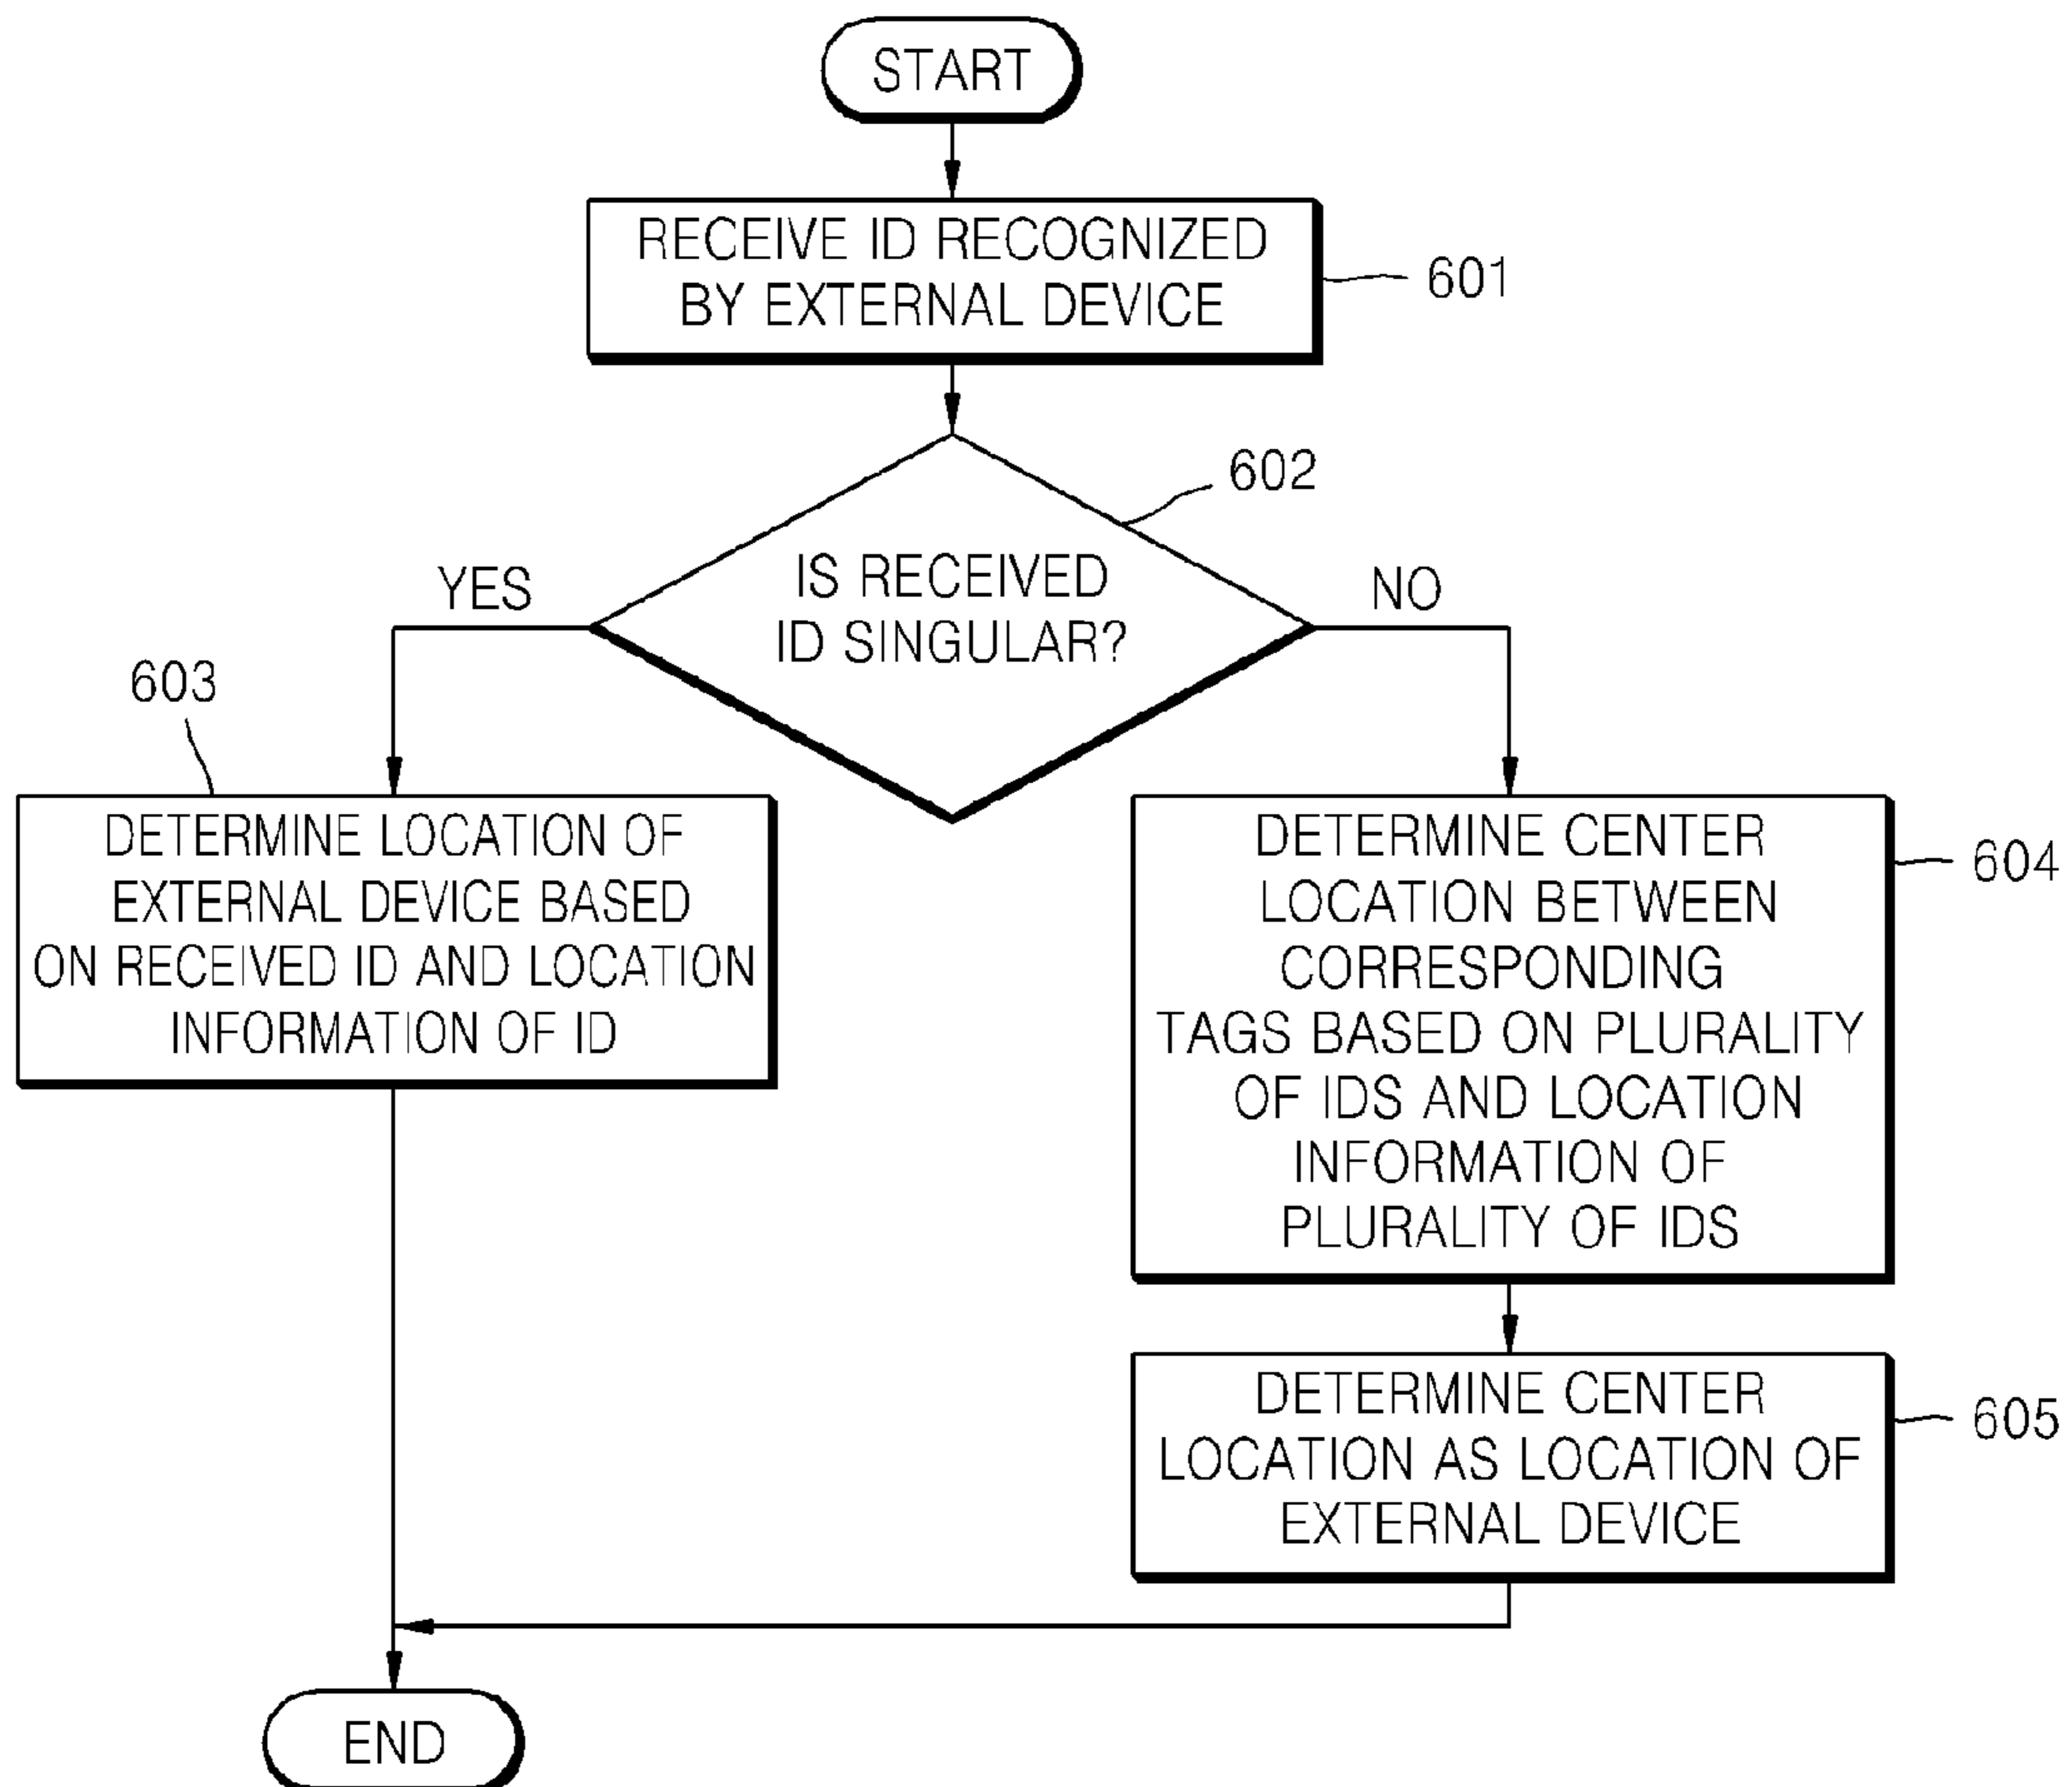 START
RECEIVE ID RECOGNIZED
BY EXTERNAL DEVICE
601
602
IS RECEIVED
ID SINGULAR?
YES
NO
603
DETERMINE LOCATION OF
EXTERNAL DEVICE BASED
ON RECEIVED ID AND LOCATION
INFORMATION OF ID
DETERMINE CENTER
LOCATION BETWEEN
CORRESPONDING
TAGS BASED ON PLURALITY
OF IDS AND LOCATION
INFORMATION OF
PLURALITY OF IDS
604
DETERMINE CENTER
LOCATION AS LOCATION OF
EXTERNAL DEVICE
605
END